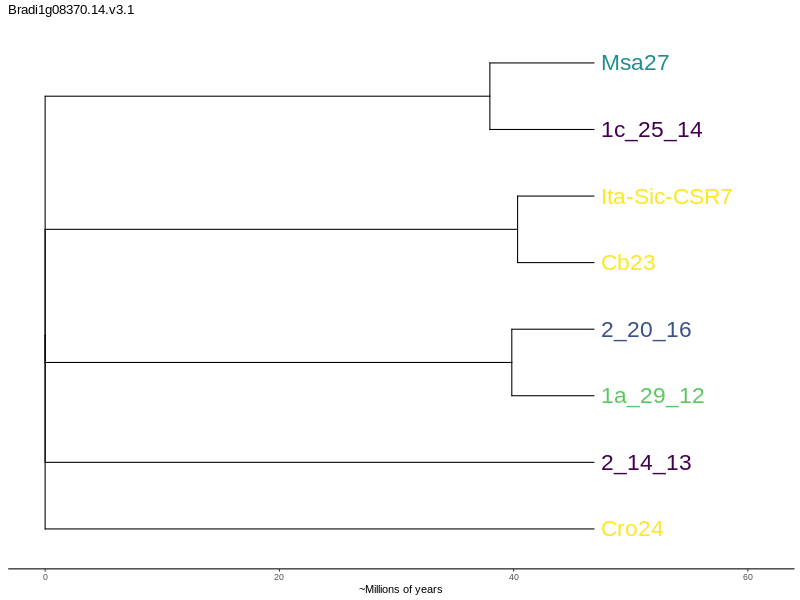 Bradi1g08370.14.v3.1
Msa27
1c_25_14
Ita-Sic-CSR7
Cb23
2_20_16
1a_29_12
2_14_13
Cro24
0 20 40 60
~Millions of years